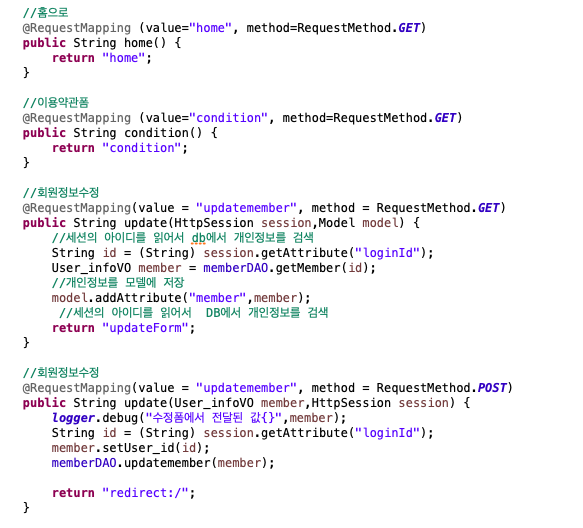 //홈으로
@RequestMapping (value="home", method=RequestMethod.GET)
public String home() {
return "home";
}
//이용약관폼
@RequestMapping (value="condition", method=RequestMethod.GET)
public String condition() {
return "condition";
}
//회원정보수정
@RequestMapping(value = "updatemember", method = RequestMethod.GET)
public String update(HttpSession session,Model model) {
//세션의 아이디를 읽어서 db에서 개인정보를 검색
String id = (String) session.getAttribute("loginId");
User_infoVO member = memberDAO.getMember(id);
//개인정보를 모델에 저장
model.addAttribute("member",member);
//세션의 아이디를 읽어서  DB에서 개인정보를 검색
return "updateForm";
}
//회원정보수정
@RequestMapping(value = "updatemember", method = RequestMethod.POST)
public String update(User_infoVO member,HttpSession session) {
logger.debug("수정폼에서 전달된 값{}",member);
String id = (String) session.getAttribute("loginId");
member.setUser_id(id);
memberDAO.updatemember(member);
return "redirect:/";
}